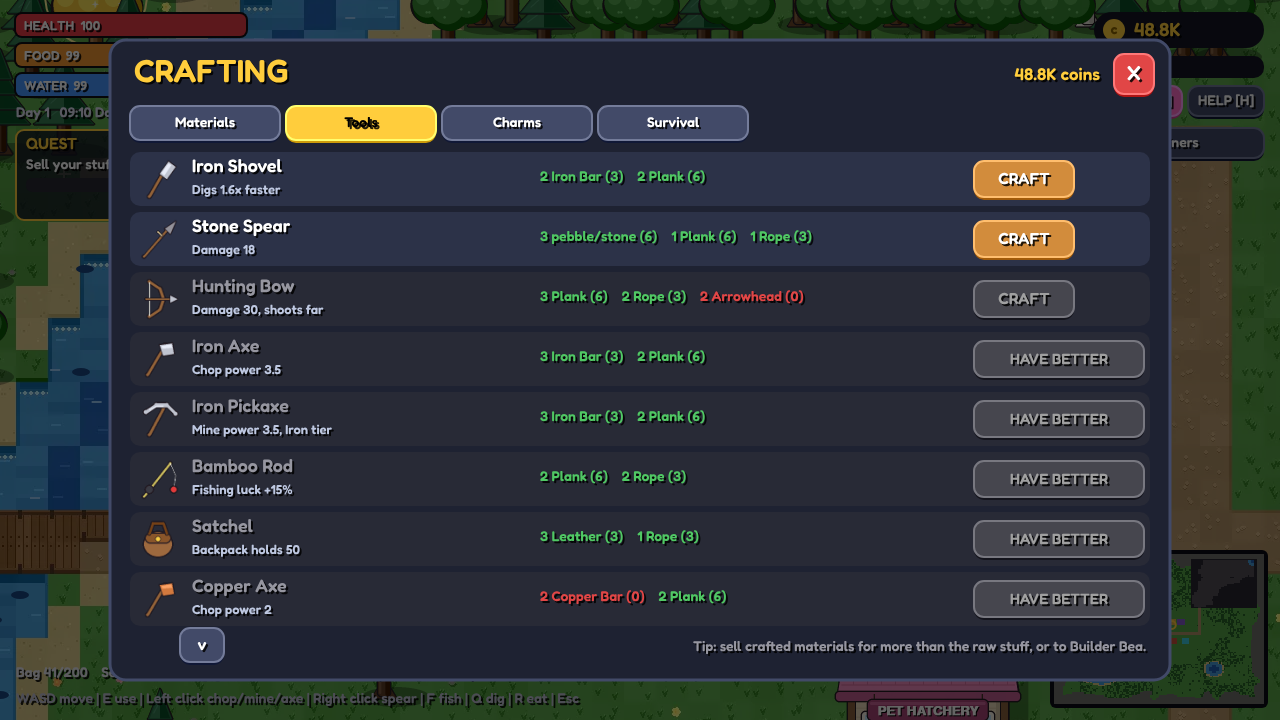 HEALTH 100
48.8K
FOOD 99
CRAFTING
48.8K coins
X
WATER 99
Materials
Tools
Charms
Survival
HELP [H]
Day 1 09:10
QUEST
Sell your
Iron Shovel
Digs 1.6x faster
2 Iron Bar (3) 2 Plank (6)
CRAFT
Stone Spear
Damage 18
3 pebble/stone (6) 1 Plank (6) 1 Rope (3)
CRAFT
Hunting Bow
Damage 30, shoots far
3 Plank (6) 2 Rope (3) 2 Arrowhead (0)
CRAFT
Iron Axe
Chop power 3.5
3 Iron Bar (3) 2 Plank (6)
HAVE BETTER
Iron Pickaxe
Mine power 3.5, Iron tier
3 Iron Bar (3) 2 Plank (6)
HAVE BETTER
Bamboo Rod
Fishing luck +15%
2 Plank (6) 2 Rope (3)
HAVE BETTER
Satchel
Backpack holds 50
3 Leather (3) 1 Rope (3)
HAVE BETTER
Copper Axe
Chop power 2
2 Copper Bar (0) 2 Plank (6)
HAVE BETTER
v
Tip: sell crafted materials for more than the raw stuff, or to Builder Bea.
Bag 41/200
WASD move | E use | Left click chop/mine/axe | Right click spear | F fish | Q dig | R eat | Esc
PET HATCHERY